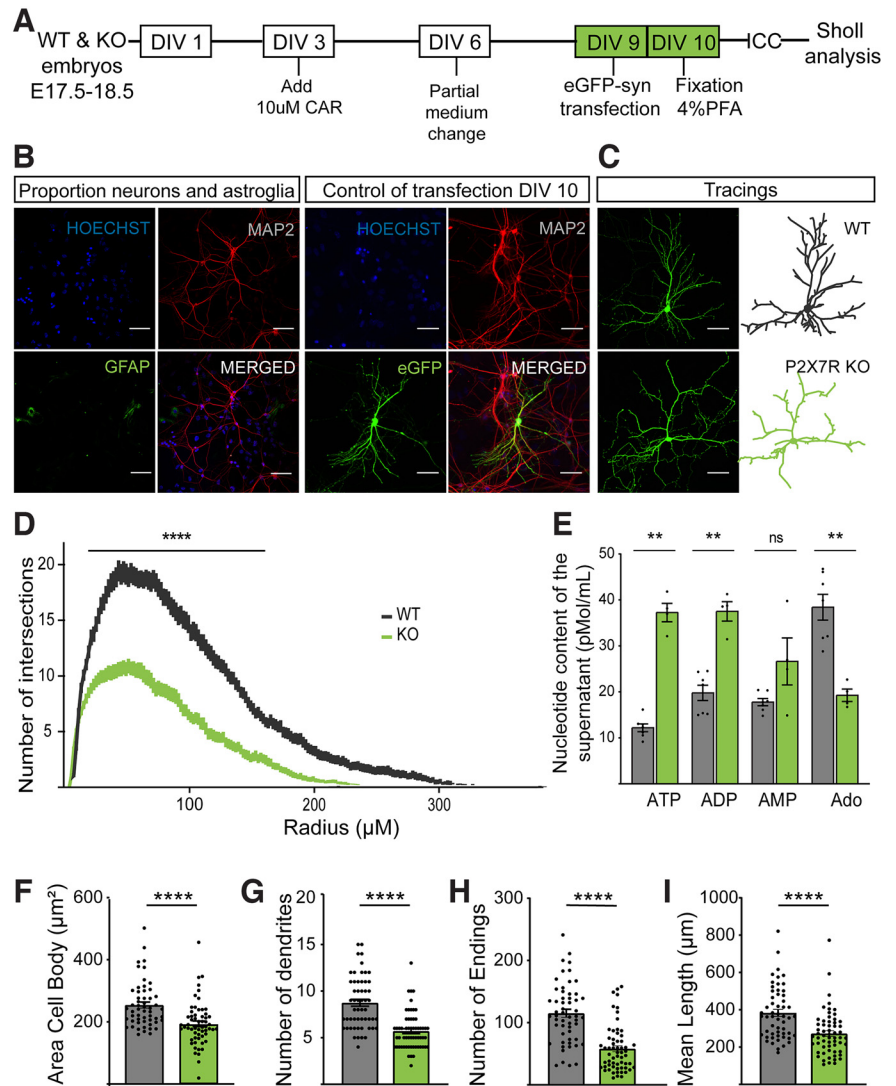 A
WT & KO
embryos
E17.5-18.5
DIV 1
DIV 3
DIV 6
DIV 9
DIV 10
ICC
Sholl
analysis
Add
10uM CAR
Partial
medium
change
eGFP-syn
transfection
Fixation
4%PFA
B
Proportion neurons and astroglia
Control of transfection DIV 10
HOECHST
MAP2
HOECHST
MAP2
GFAP
MERGED
eGFP
MERGED
C
Tracings
WT
P2X7R KO
D
Number of intersections
20
15
10
5
****
WT
KO
100
200
300
Radius (µM)
E
Nucleotide content of the
supernatant (pMol/mL)
50
40
30
20
10
**
**
ns
**
ATP
ADP
AMP
Ado
F
Area Cell Body (µm²)
600
400
200
****
G
Number of dendrites
20
15
10
5
****
H
Number of Endings
300
200
100
****
I
Mean Length (µm)
1000
800
600
400
200
****